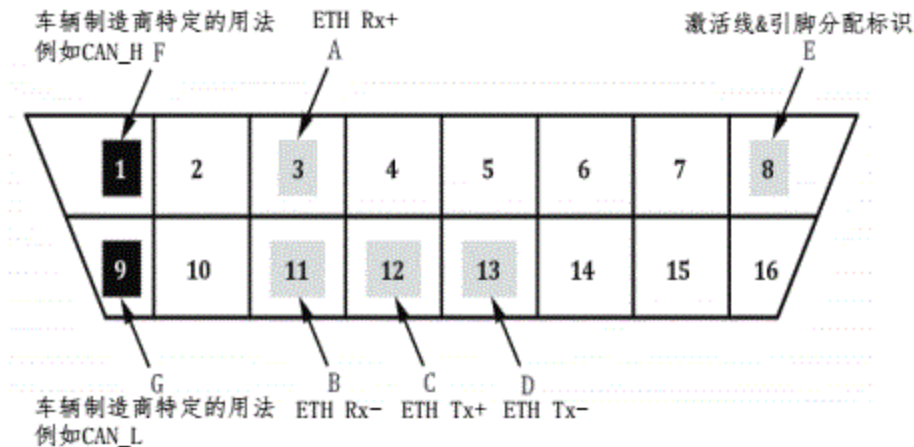 车辆制造商特定的用法
例如CAN_H F
ETH Rx+
A
激活线&引脚分配标识
E
1 2 3 4 5 6 7 8
9 10 11 12 13 14 15 16
G
车辆制造商特定的用法
例如CAN_L
B
ETH Rx-
C
ETH Tx+
D
ETH Tx-